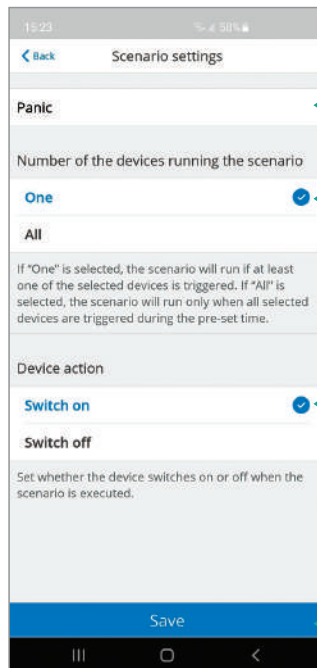 15:23
50%
Back
Scenario settings
Panic
Number of the devices running the scenario
One
All
If "One" is selected, the scenario will run if at least
one of the selected devices is triggered. If "All" is
selected, the scenario will run only when all selected
devices are triggered during the pre-set time.
Device action
Switch on
Switch off
Set whether the device switches on or off when the
scenario is executed.
Save